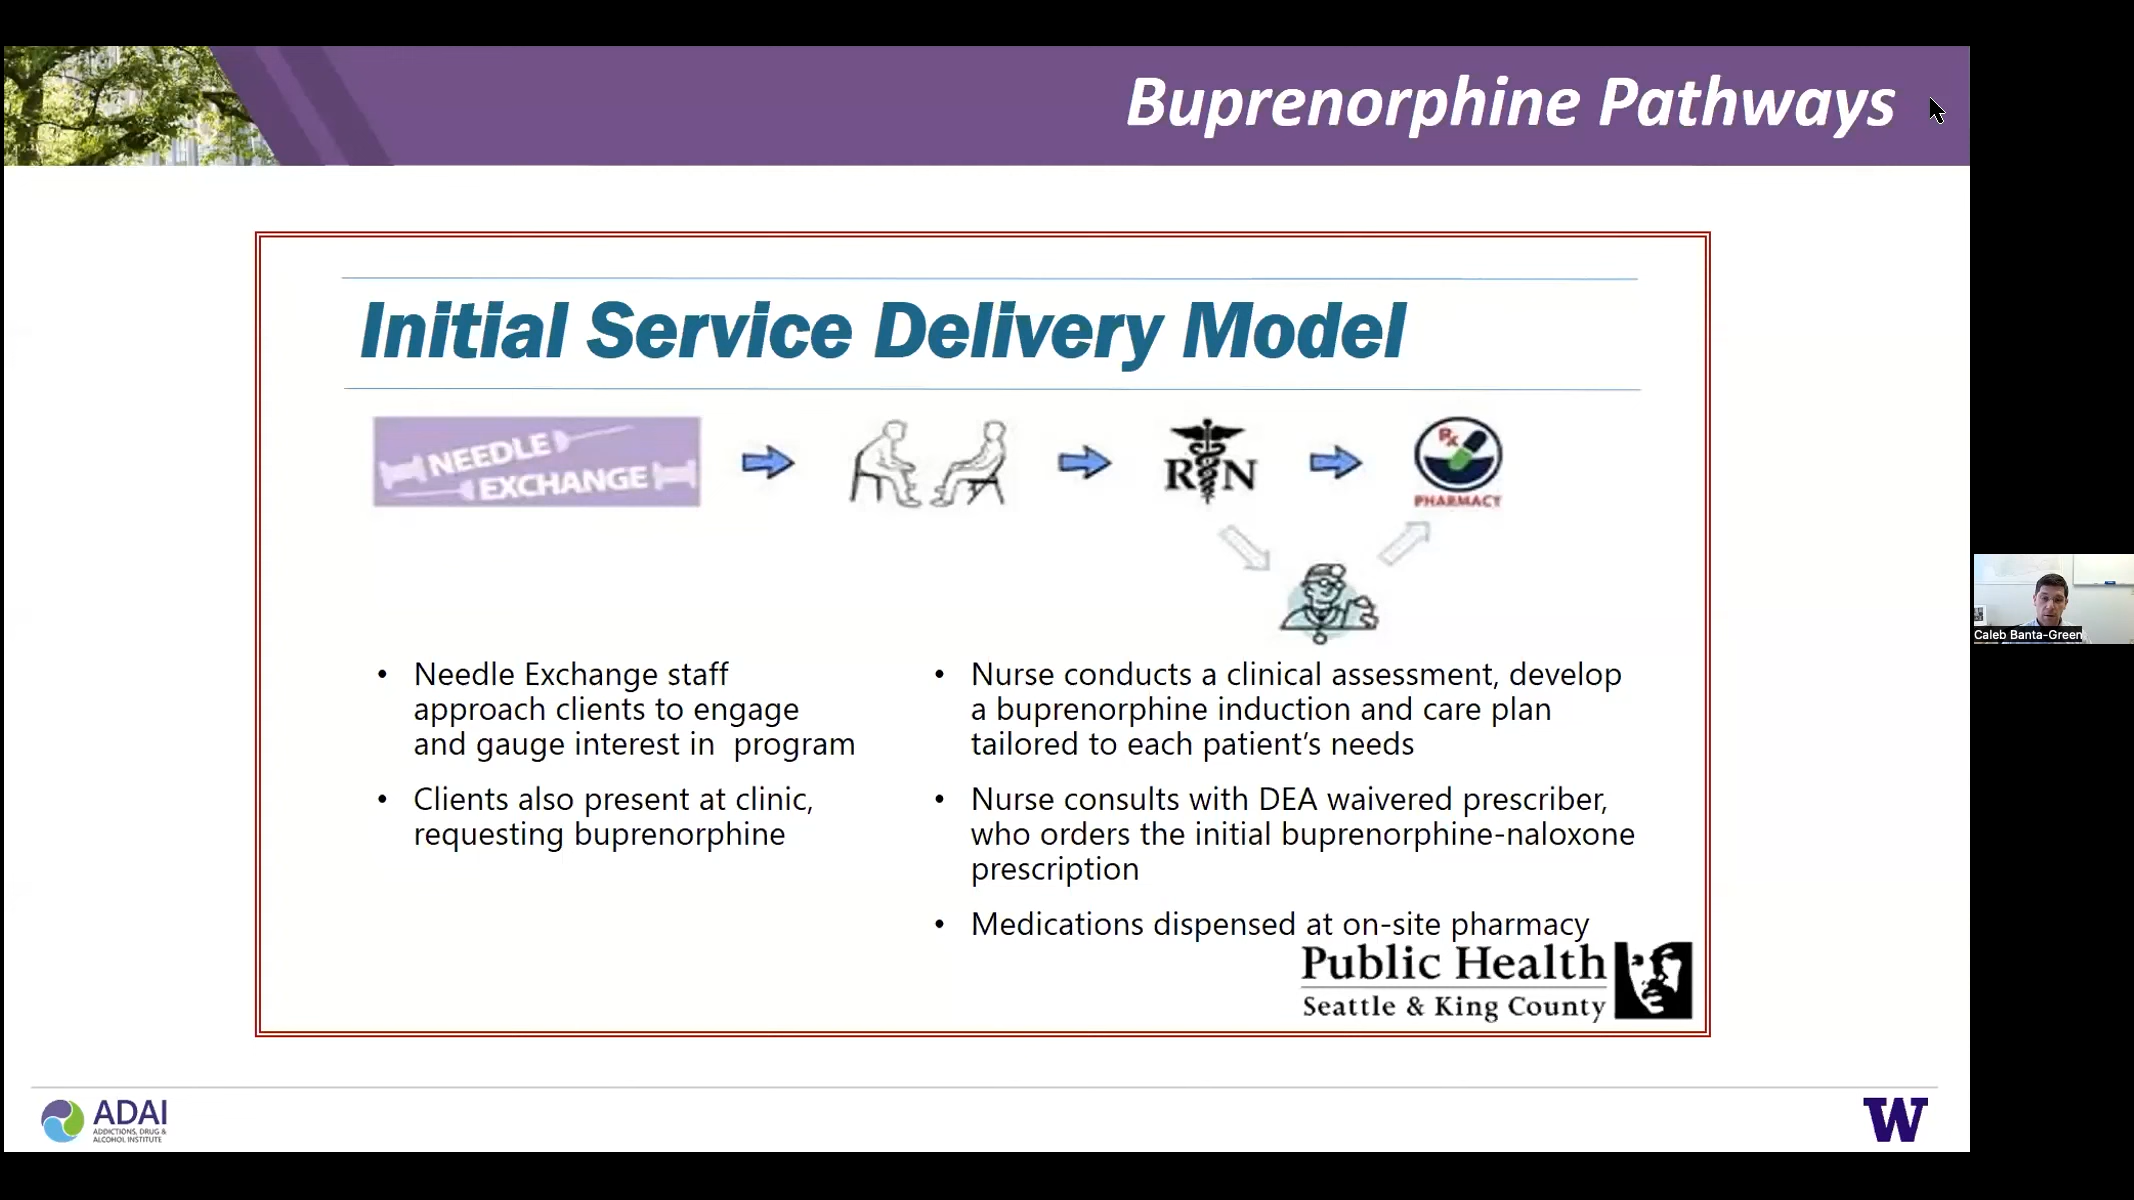 Buprenorphine Pathways
Initial Service Delivery Model
NEEDLE
EXCHANGE
RN
Rx
PHARMACY
• Needle Exchange staff
approach clients to engage
and gauge interest in  program
• Clients also present at clinic,
requesting buprenorphine
• Nurse conducts a clinical assessment, develop
a buprenorphine induction and care plan
tailored to each patient's needs
• Nurse consults with DEA waivered prescriber,
who orders the initial buprenorphine-naloxone
prescription
• Medications dispensed at on-site pharmacy
Public Health
Seattle & King County
Caleb Banta-Green
ADAI
ADDICTIONS, DRUG &
ALCOHOL INSTITUTE
W